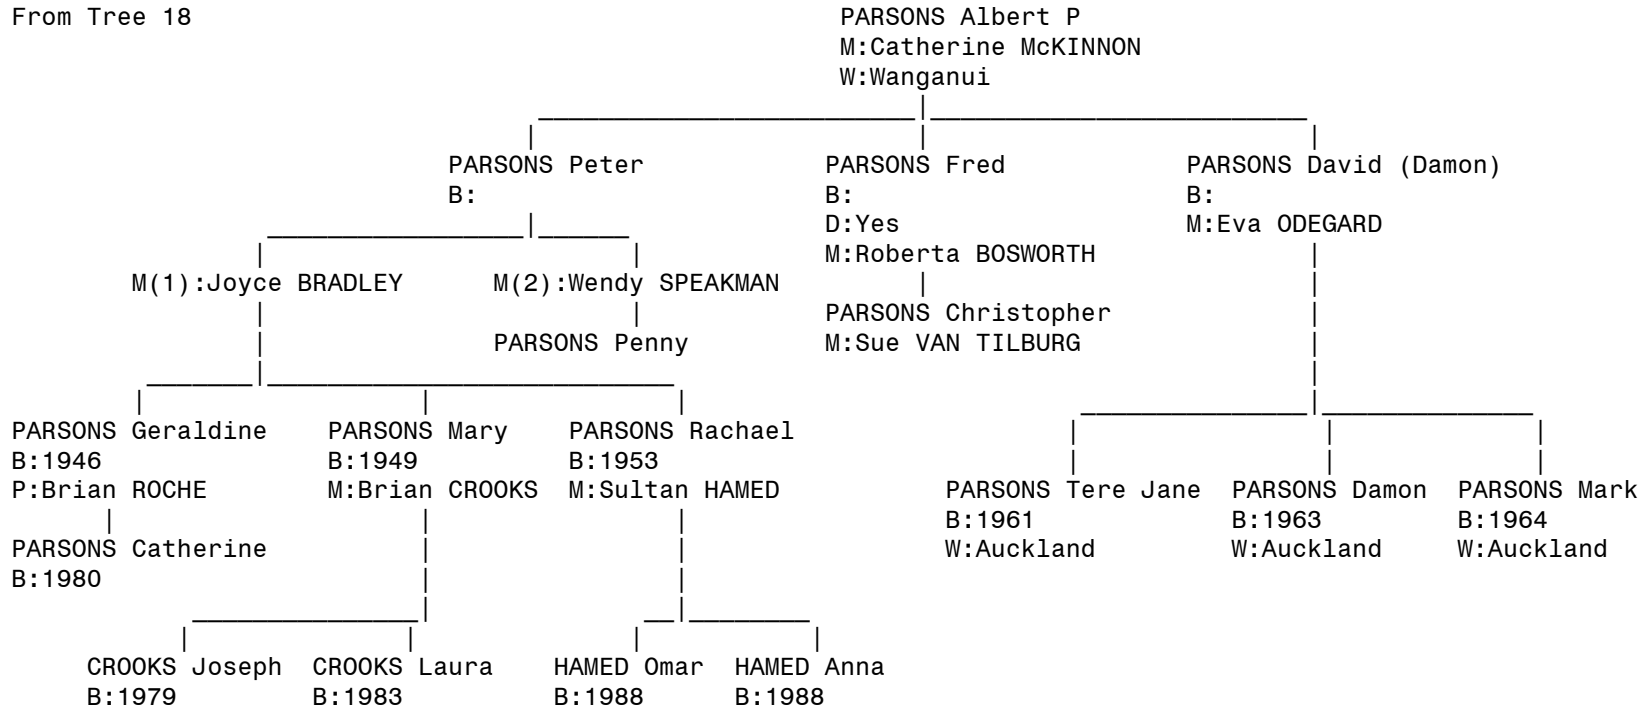 From Tree 18
PARSONS Albert P
M:Catherine McKINNON
W:Wanganui
PARSONS Peter
B:
PARSONS Fred
B:
D:Yes
M:Roberta BOSWORTH
PARSONS David (Damon)
B:
M:Eva ODEGARD
M(1):Joyce BRADLEY
M(2):Wendy SPEAKMAN
PARSONS Penny
PARSONS Christopher
M:Sue VAN TILBURG
PARSONS Geraldine
B:1946
P:Brian ROCHE
PARSONS Mary
B:1949
M:Brian CROOKS
PARSONS Rachael
B:1953
M:Sultan HAMED
PARSONS Tere Jane
B:1961
W:Auckland
PARSONS Damon
B:1963
W:Auckland
PARSONS Mark
B:1964
W:Auckland
PARSONS Catherine
B:1980
CROOKS Joseph
B:1979
CROOKS Laura
B:1983
HAMED Omar
B:1988
HAMED Anna
B:1988